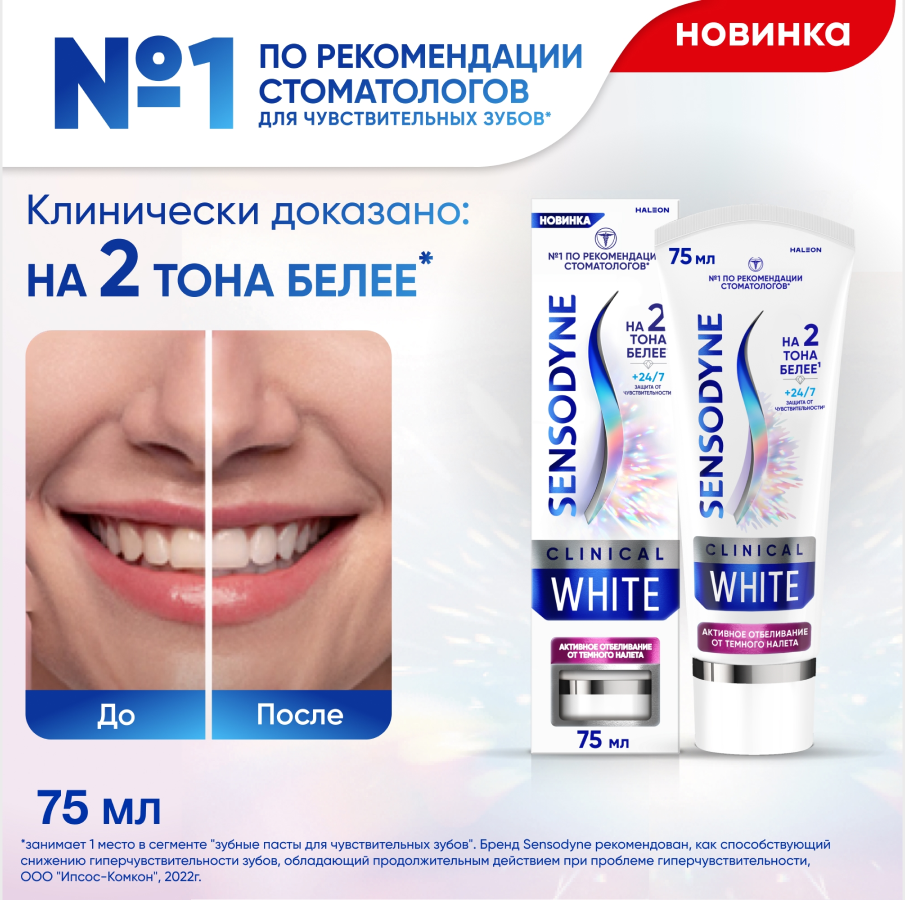 НОВИНКА
№1
ПО РЕКОМЕНДАЦИИ
СТОМАТОЛОГОВ
ДЛЯ ЧУВСТВИТЕЛЬНЫХ ЗУБОВ*
Клинически доказано:
НА 2 ТОНА БЕЛЕЕ*
До
После
НОВИНКА
HALEON
№1 ПО РЕКОМЕНДАЦИ
СТОМАТОЛОГОВ*
SENSODYNE
НА 2
ТОНА
БЕЛЕЕ
+24/7
ЗАЩИТА ОТ
ЧУВСТВИТЕЛЬНОСТИ
CLINICAL
WHITE
АКТИВНОЕ ОТБЕЛИВАНИЕ
ОТ ТЕМНОГО НАЛЕТА
75 мл
75 мл
HALEON
№1 ПО РЕКОМЕНДАЦИИ
СТОМАТОЛОГОВ*
SENSODYNE
НА 2
ТОНА
БЕЛЕЕ¹
+24/7
ЗАЩИТА ОТ
ЧУВСТВИТЕЛЬНОСТИ²
CLINICAL
WHITE
АКТИВНОЕ ОТБЕЛИВАНИЕ
ОТ ТЕМНОГО НАЛЕТА
75 мл
*занимает 1 место в сегменте "зубные пасты для чувствительных зубов". Бренд Sensodyne рекомендован, как способствующий
снижению гиперчувствительности зубов, обладающий продолжительным действием при проблеме гиперчувствительности,
ООО "Ипсос-Комкон", 2022г.